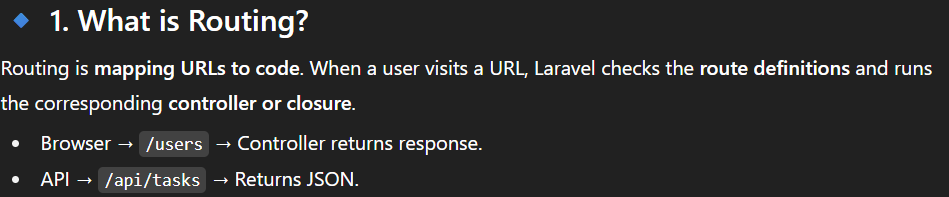 1. What is Routing?
Routing is mapping URLs to code. When a user visits a URL, Laravel checks the route definitions and runs
the corresponding controller or closure.
• Browser → /users → Controller returns response.
• API → /api/tasks → Returns JSON.